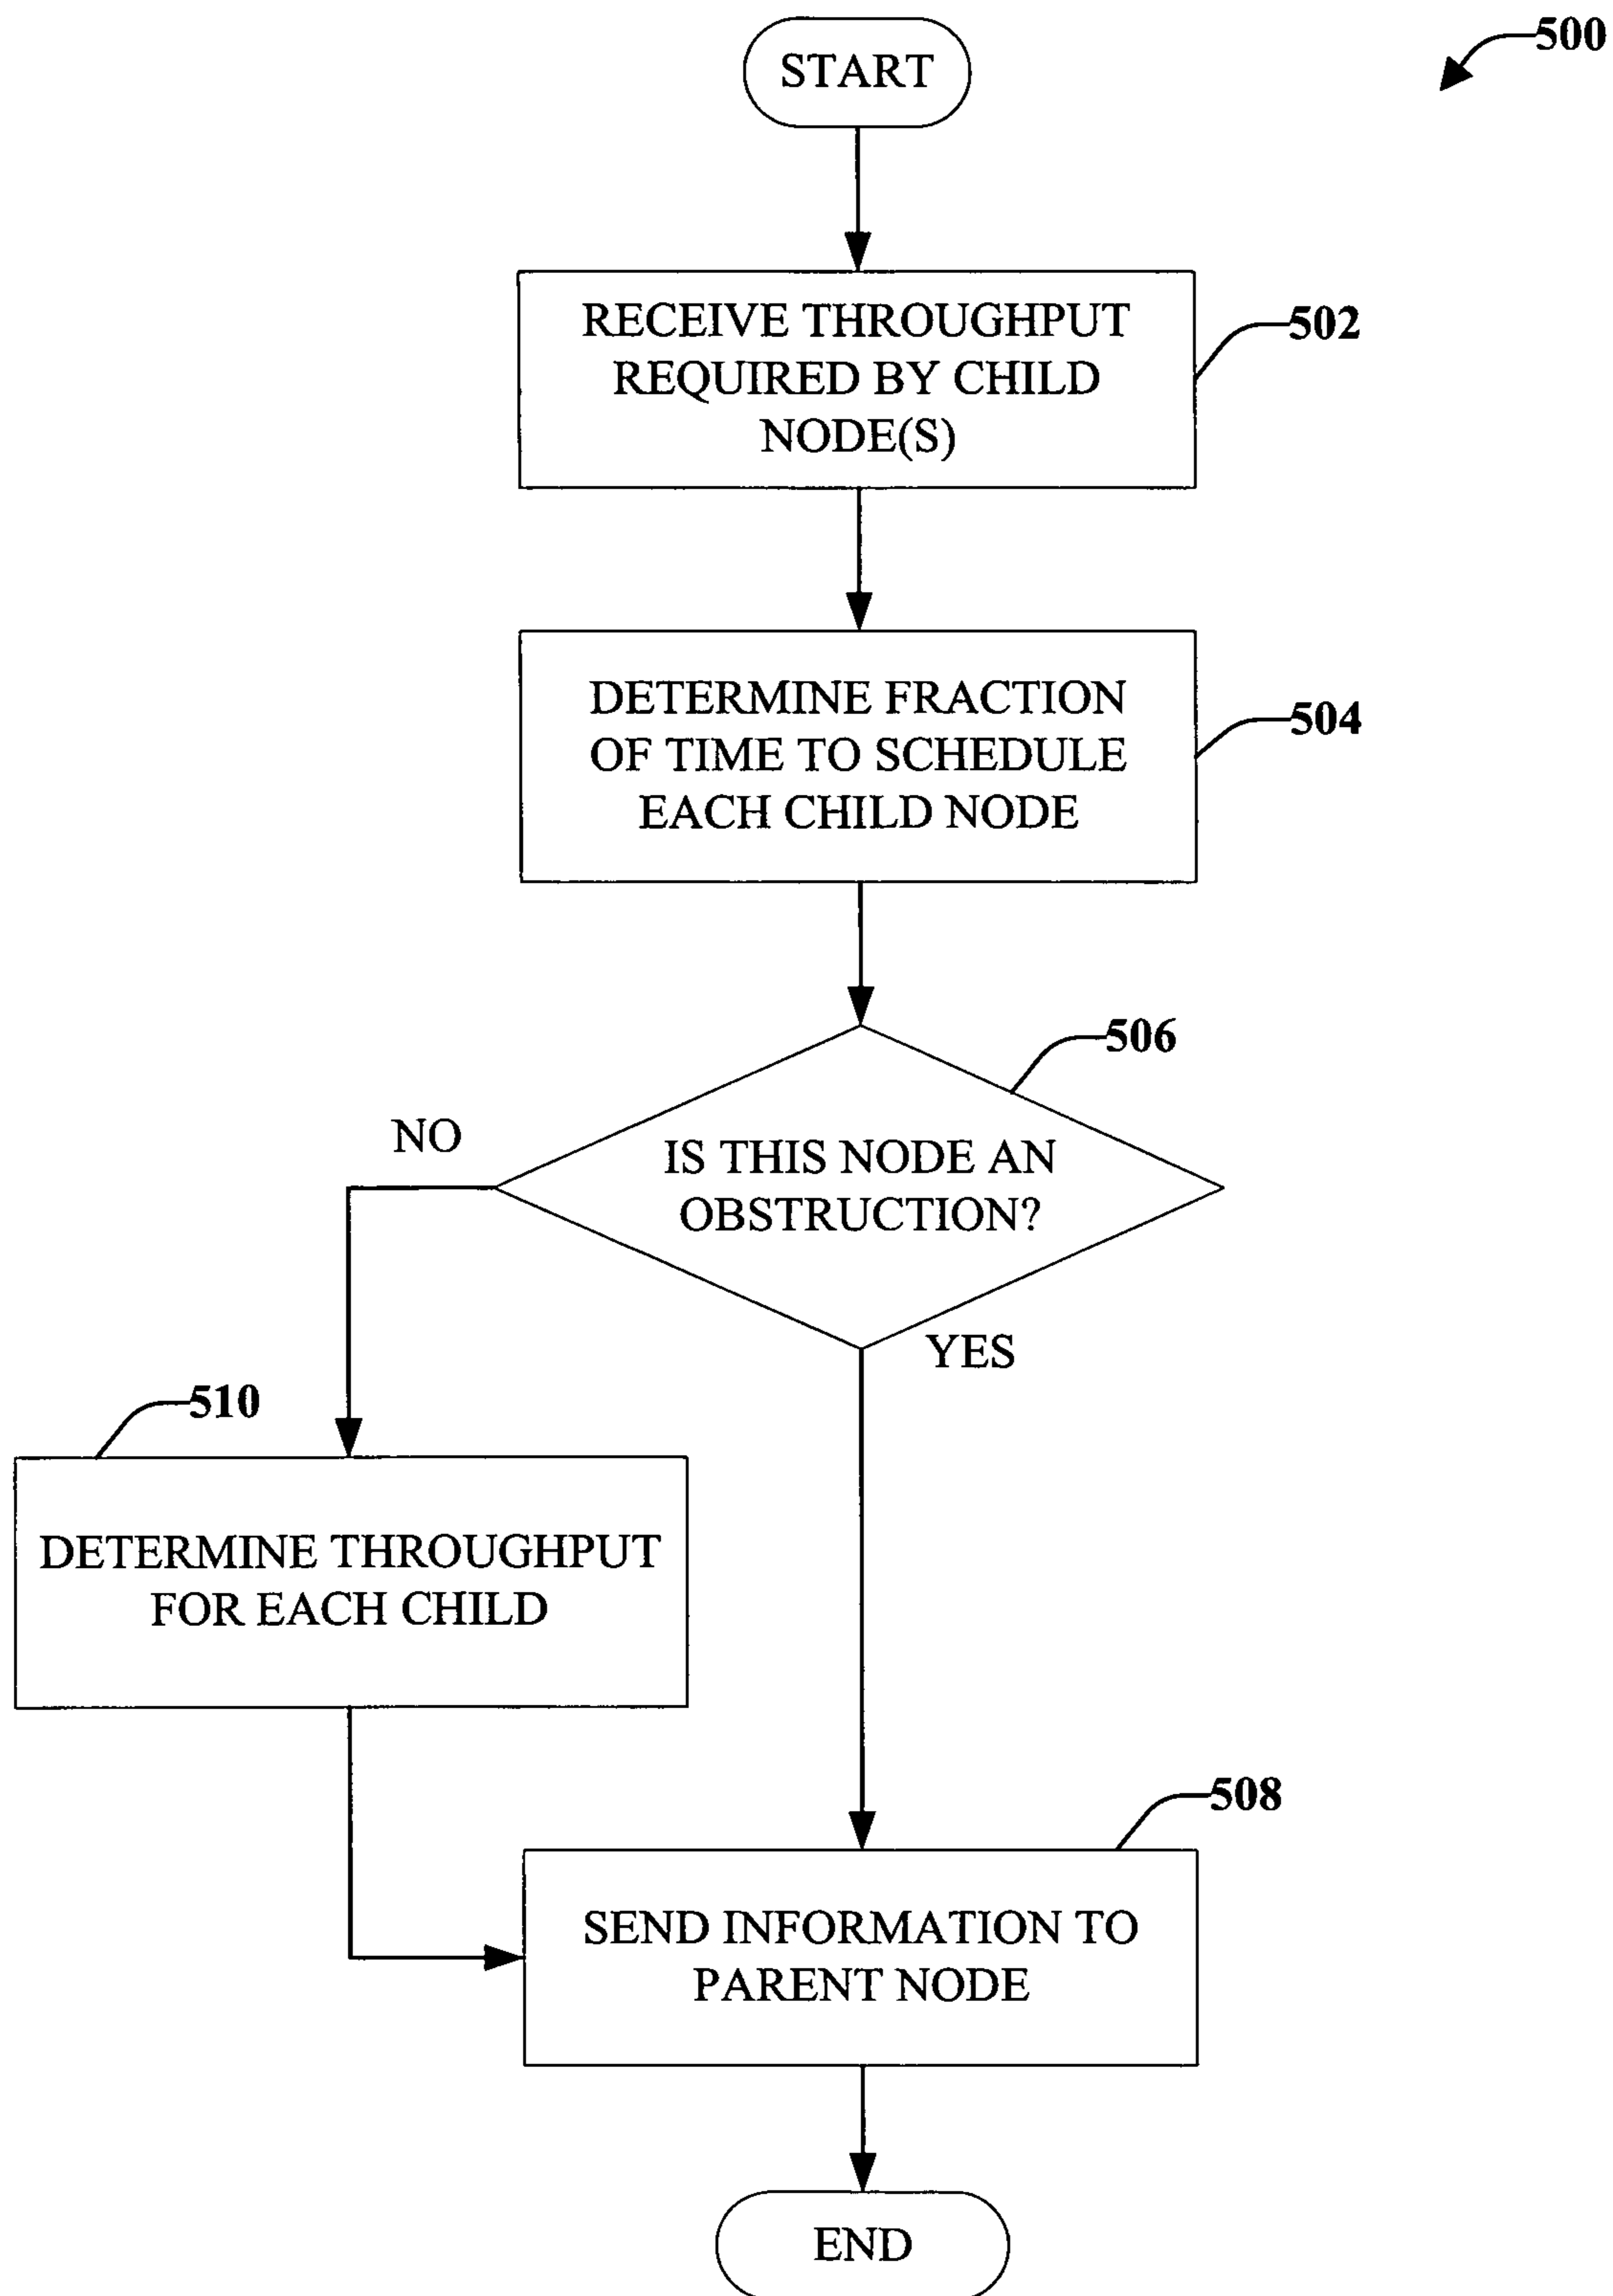 500
START
RECEIVE THROUGHPUT
REQUIRED BY CHILD
NODE(S)
502
DETERMINE FRACTION
OF TIME TO SCHEDULE
EACH CHILD NODE
504
506
NO
IS THIS NODE AN
OBSTRUCTION?
YES
510
DETERMINE THROUGHPUT
FOR EACH CHILD
508
SEND INFORMATION TO
PARENT NODE
END